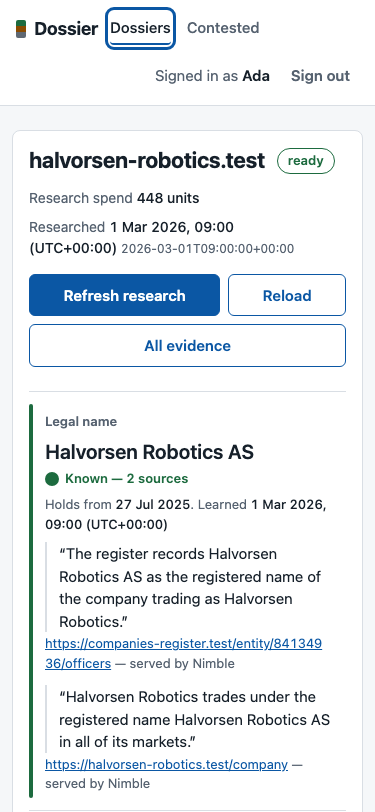 Dossier Dossiers Contested
Signed in as Ada Sign out
halvorsen-robotics.test ready
Research spend 448 units
Researched 1 Mar 2026, 09:00
(UTC+00:00) 2026-03-01T09:00:00+00:00
Refresh research Reload
All evidence
Legal name
Halvorsen Robotics AS
Known — 2 sources
Holds from 27 Jul 2025. Learned 1 Mar 2026,
09:00 (UTC+00:00)
“The register records Halvorsen
Robotics AS as the registered name of
the company trading as Halvorsen
Robotics.”
https://companies-register.test/entity/841349
36/officers — served by Nimble
“Halvorsen Robotics trades under the
registered name Halvorsen Robotics AS
in all of its markets.”
https://halvorsen-robotics.test/company —
served by Nimble